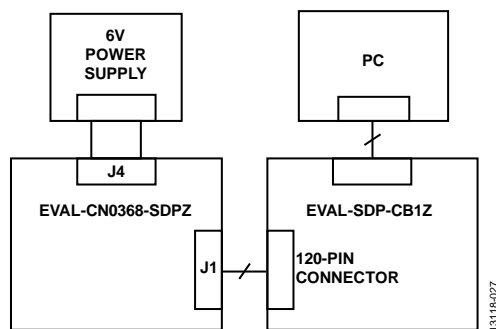 6V
POWER
SUPPLY
PC
J4
EVAL-CN0368-SDPZ
EVAL-SDP-CB1Z
J1
120-PIN
CONNECTOR
13118-027